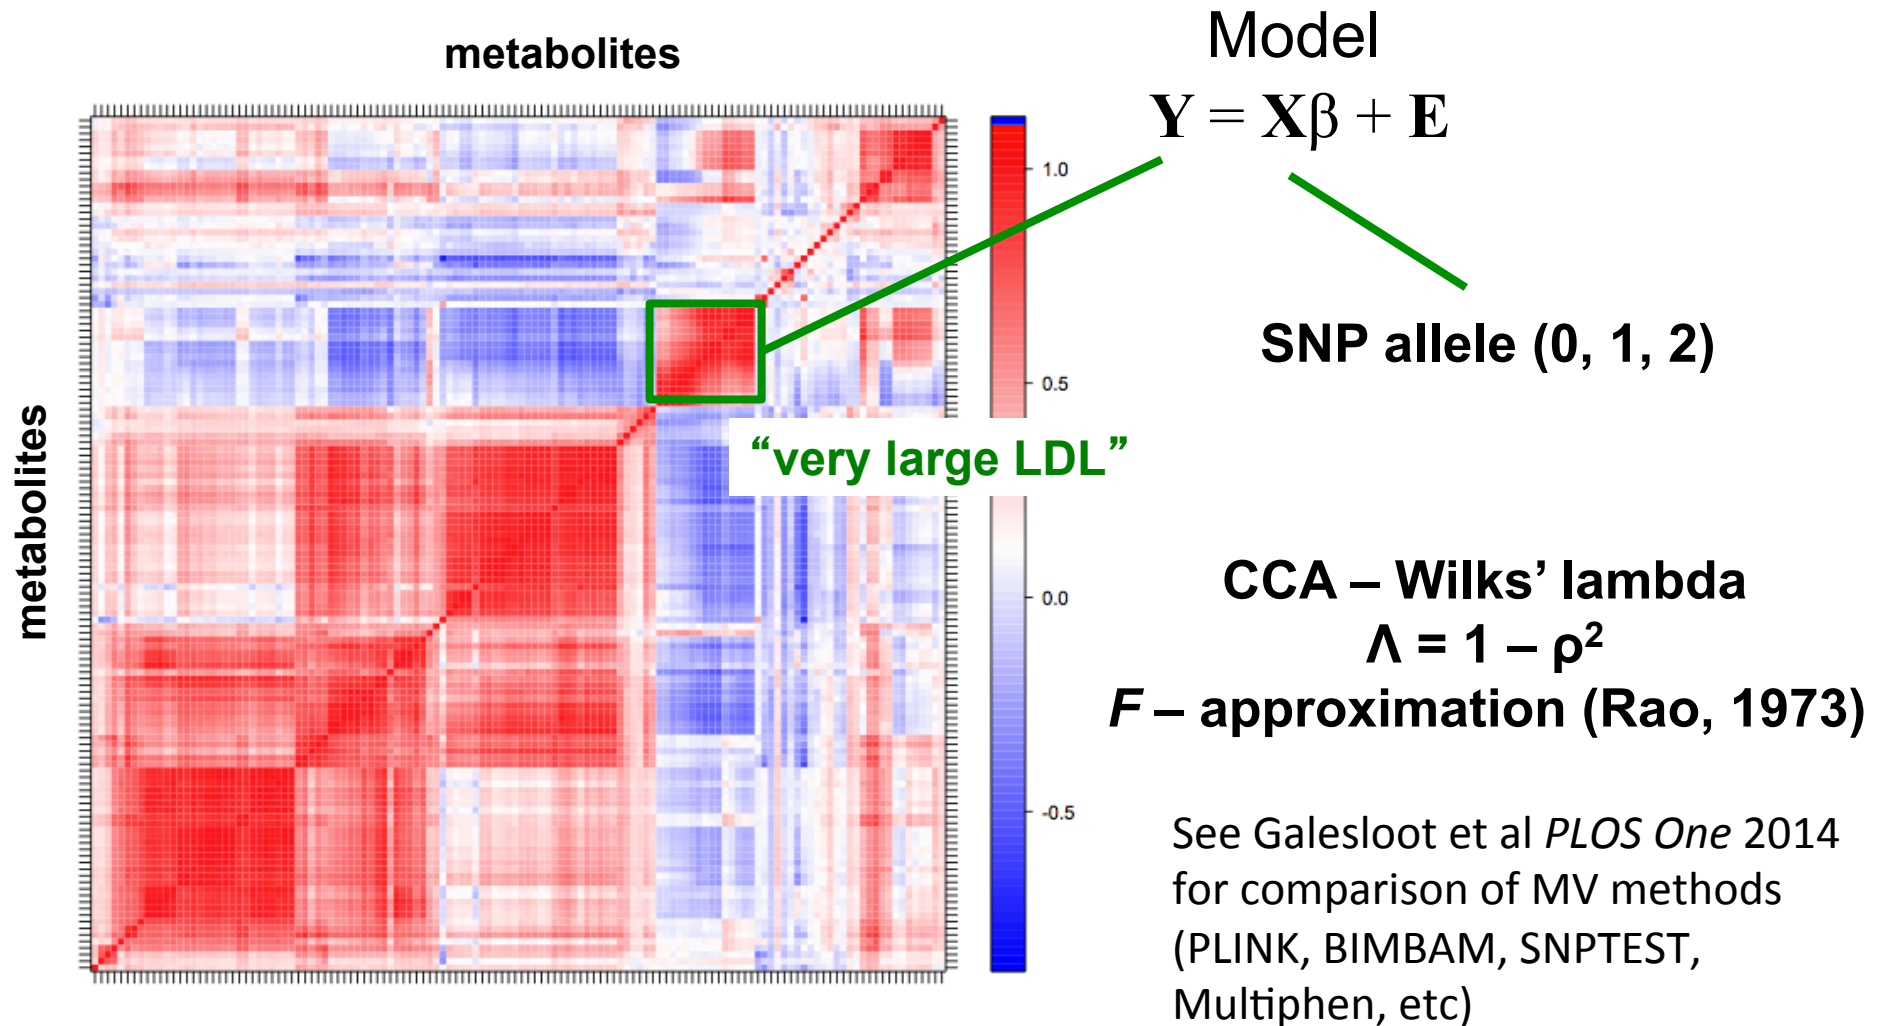 metabolites
metabolites
1.0
0.5
0.0
-0.5
“very large LDL”
Model
Y = Xβ + E
SNP allele (0, 1, 2)
CCA – Wilks’ lambda
Λ = 1 – ρ²
F – approximation (Rao, 1973)
See Galesloot et al PLOS One 2014
for comparison of MV methods
(PLINK, BIMBAM, SNPTEST,
Multiphen, etc)